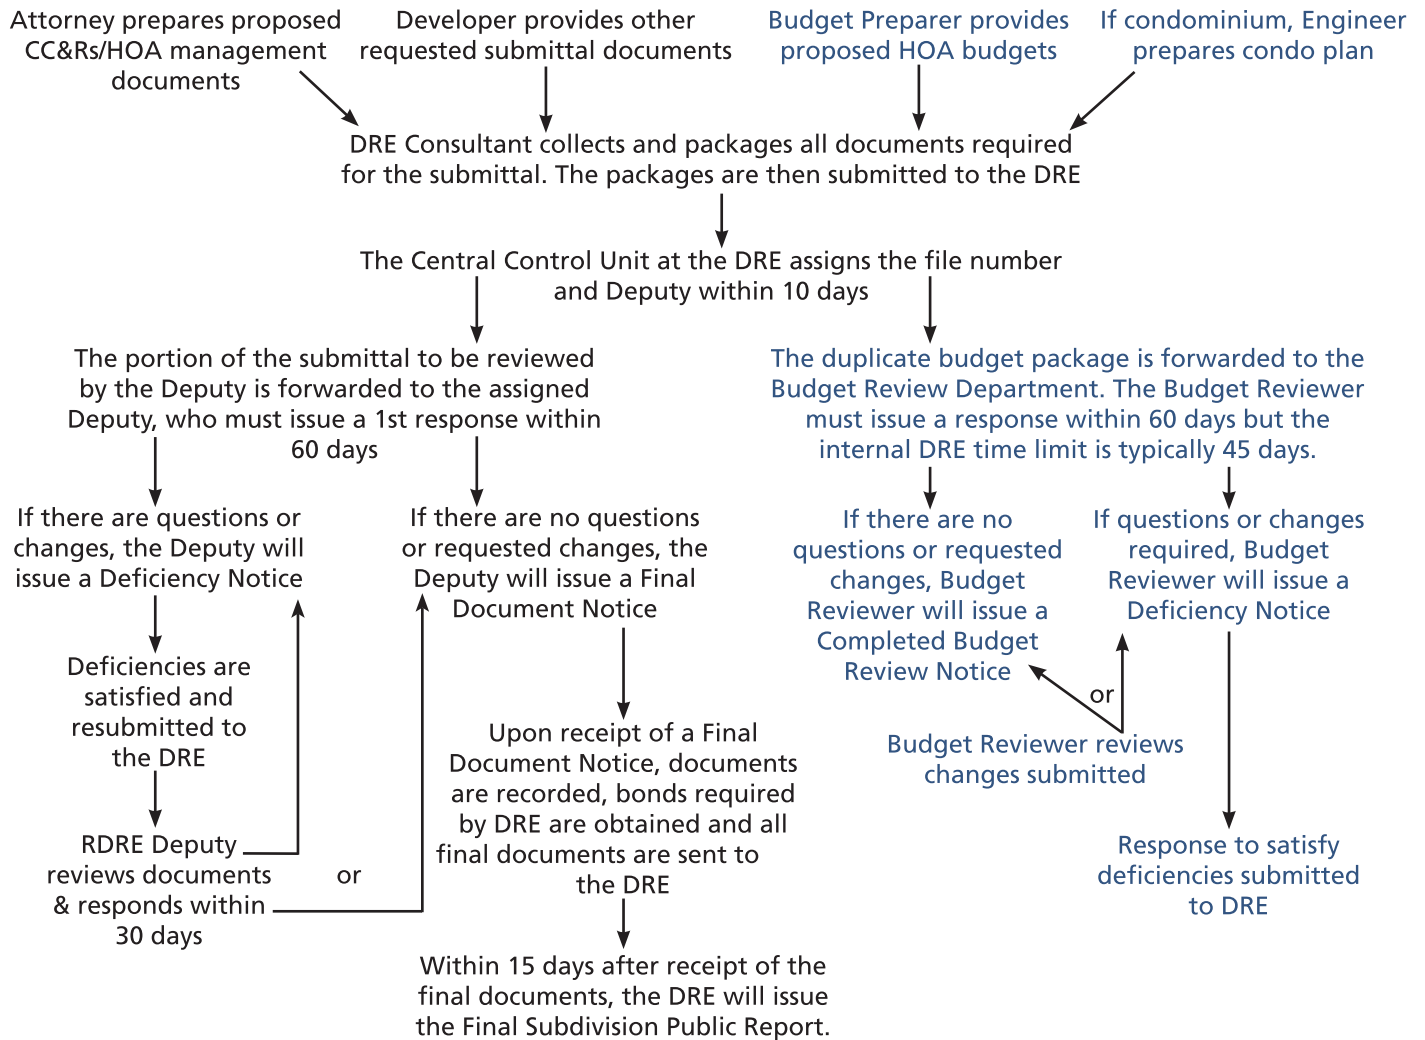 Attorney prepares proposed
CC&Rs/HOA management
documents
Developer provides other
requested submittal documents
Budget Preparer provides
proposed HOA budgets
If condominium, Engineer
prepares condo plan
DRE Consultant collects and packages all documents required
for the submittal. The packages are then submitted to the DRE
The Central Control Unit at the DRE assigns the file number
and Deputy within 10 days
The portion of the submittal to be reviewed
by the Deputy is forwarded to the assigned
Deputy, who must issue a 1st response within
60 days
The duplicate budget package is forwarded to the
Budget Review Department. The Budget Reviewer
must issue a response within 60 days but the
internal DRE time limit is typically 45 days.
If there are questions or
changes, the Deputy will
issue a Deficiency Notice
If there are no questions
or requested changes, the
Deputy will issue a Final
Document Notice
If there are no
questions or requested
changes, Budget
Reviewer will issue a
Completed Budget
Review Notice
If questions or changes
required, Budget
Reviewer will issue a
Deficiency Notice
Deficiencies are
satisfied and
resubmitted to
the DRE
Upon receipt of a Final
Document Notice, documents
are recorded, bonds required
by DRE are obtained and all
final documents are sent to
the DRE
or
Budget Reviewer reviews
changes submitted
RDRE Deputy
reviews documents
& responds within
30 days
or
Response to satisfy
deficiencies submitted
to DRE
Within 15 days after receipt of the
final documents, the DRE will issue
the Final Subdivision Public Report.